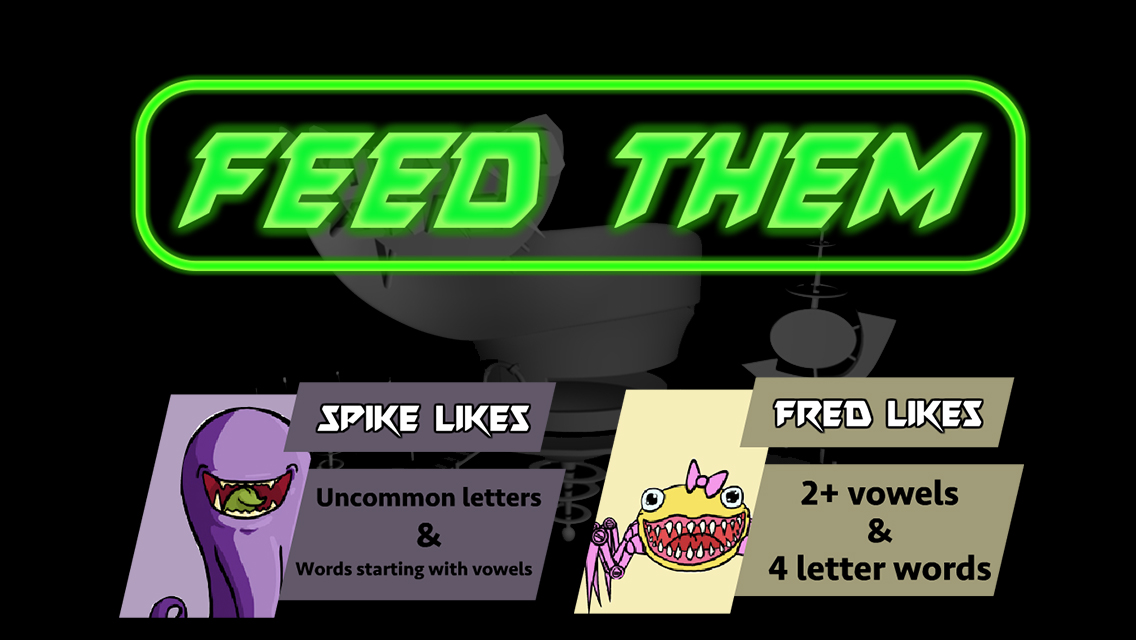 FEED THEM
SPIKE LIKES
Uncommon letters
&
Words starting with vowels
FRED LIKES
2+ vowels
&
4 letter words